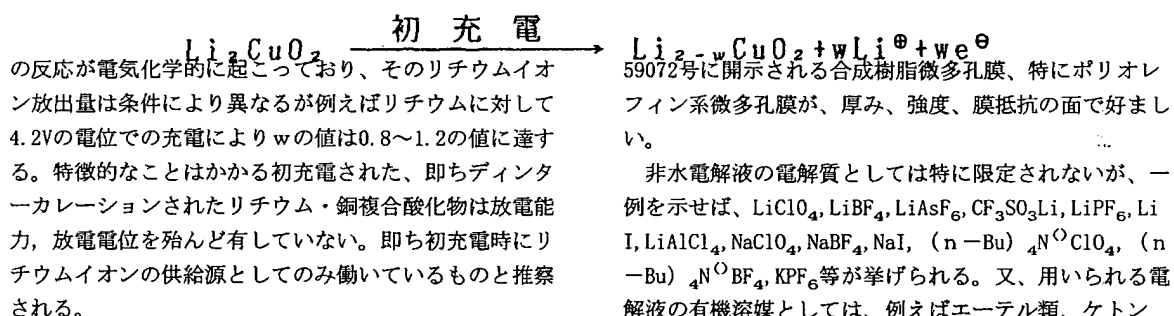 初 充 電
Li₂CuO₂ ⟶ Li₂₋wCuO₂+wLi⊕+we⊖
の反応が電気化学的に起こっており、そのリチウムイオ
ン放出量は条件により異なるが例えばリチウムに対して
4.2Vの電位での充電によりwの値は0.8〜1.2の値に達す
る。特徴的なことはかかる初充電された、即ちディンタ
ーカレーションされたリチウム・銅複合酸化物は放電能
力，放電電位を殆んど有していない。即ち初充電時にリ
チウムイオンの供給源としてのみ働いているものと推察
される。
59072号に開示される合成樹脂微多孔膜、特にポリオレ
フィン系微多孔膜が、厚み、強度、膜抵抗の面で好まし
い。
非水電解液の電解質としては特に限定されないが、一
例を示せば、LiClO₄,LiBF₄,LiAsF₆,CF₃SO₃Li,LiPF₆,Li
I,LiAlCl₄,NaClO₄,NaBF₄,NaI,（n−Bu）₄N⁽⁾ClO₄,（n
−Bu）₄N⁽⁾BF₄,KPF₆等が挙げられる。又、用いられる電
解液の有機溶媒としては、例えばエーテル類、ケトン